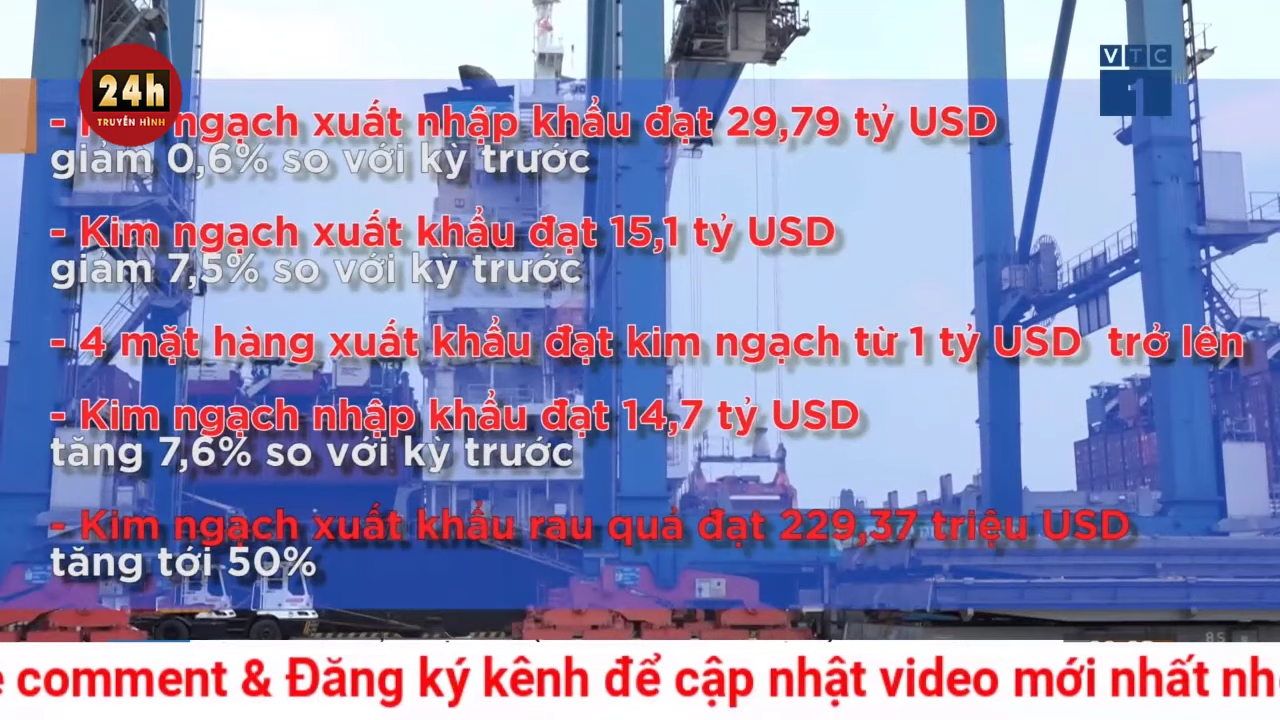 24h
TRUYỀN HÌNH
VTC
1
- ngạch xuất nhập khẩu đạt 29,79 tỷ USD
giảm 0,6% so với kỳ trước
- Kim ngạch xuất khẩu đạt 15,1 tỷ USD
giảm 7,5% so với kỳ trước
- 4 mặt hàng xuất khẩu đạt kim ngạch từ 1 tỷ USD trở lên
- Kim ngạch nhập khẩu đạt 14,7 tỷ USD
tăng 7,6% so với kỳ trước
- Kim ngạch xuất khẩu rau quả đạt 229,37 triệu USD
tăng tới 50%
comment & Đăng ký kênh để cập nhật video mới nhất